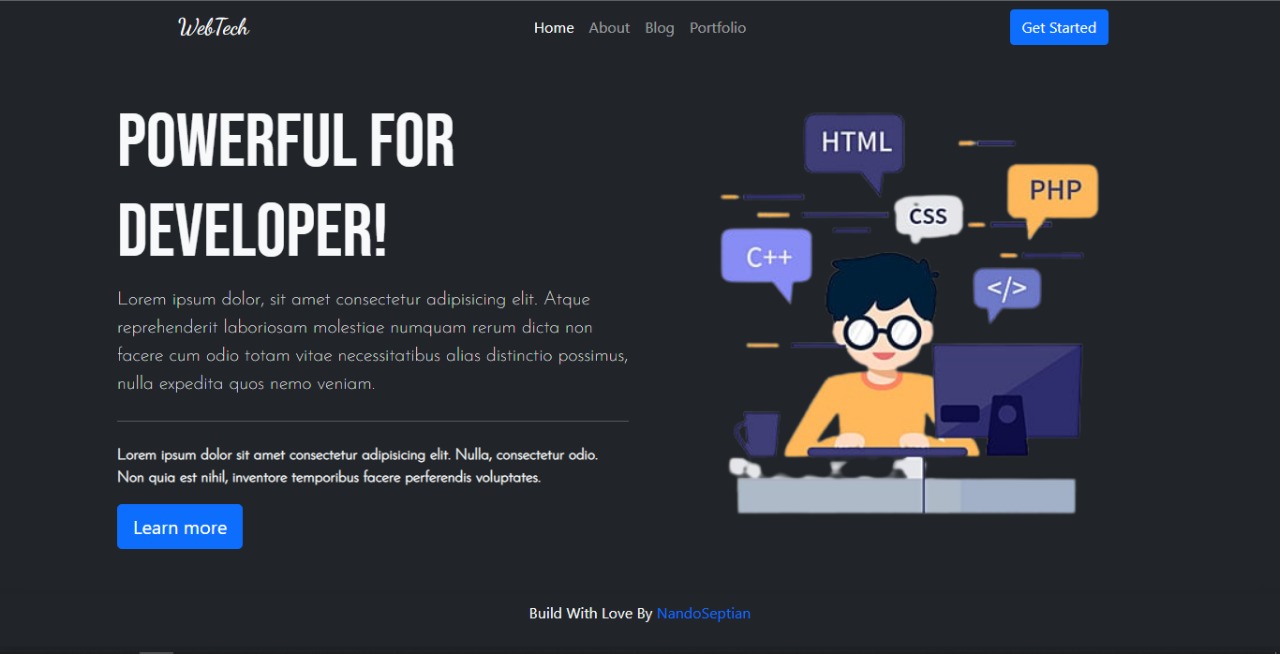 WebTech
Home About Blog Portfolio
Get Started
POWERFUL FOR
DEVELOPER!
Lorem ipsum dolor, sit amet consectetur adipisicing elit. Atque
reprehenderit laboriosam molestiae numquam rerum dicta non
facere cum odio totam vitae necessitatibus alias distinctio possimus,
nulla expedita quos nemo veniam.
Lorem ipsum dolor sit amet consectetur adipisicing elit. Nulla, consectetur odio.
Non quia est nihil, inventore temporibus facere perferendis voluptates.
Learn more
HTML
PHP
CSS
C++
</>
Build With Love By NandoSeptian